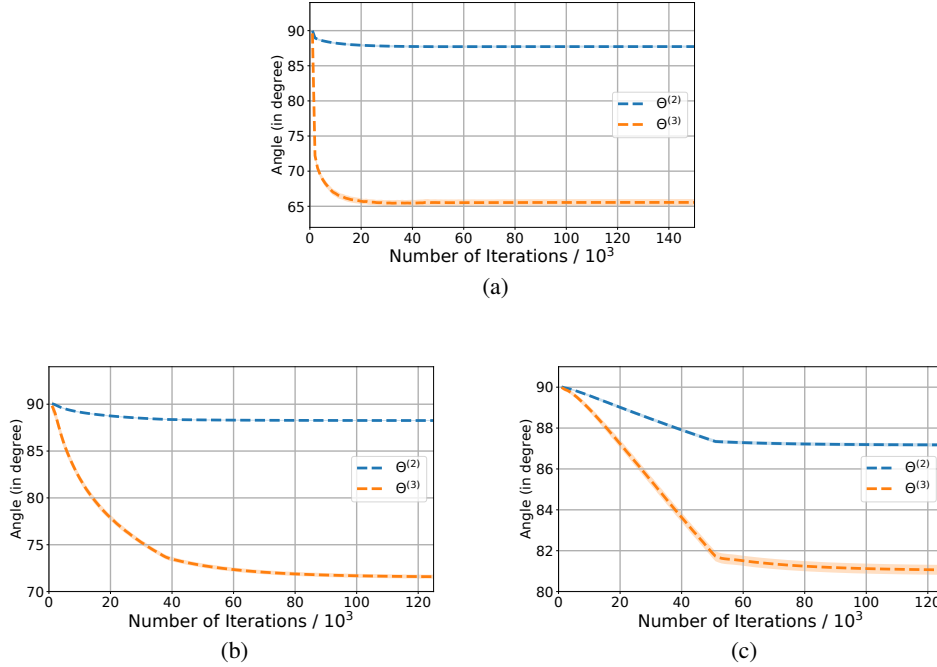 90
85
80
75
70
65
Angle (in degree)
Θ(2)
Θ(3)
0 20 40 60 80 100 120 140
Number of Iterations / 10³
(a)
90
85
80
75
70
Angle (in degree)
Θ(2)
Θ(3)
0 20 40 60 80 100 120
Number of Iterations / 10³
(b)
90
88
86
84
82
80
Angle (in degree)
Θ(2)
Θ(3)
0 20 40 60 80 100 120
Number of Iterations / 10³
(c)